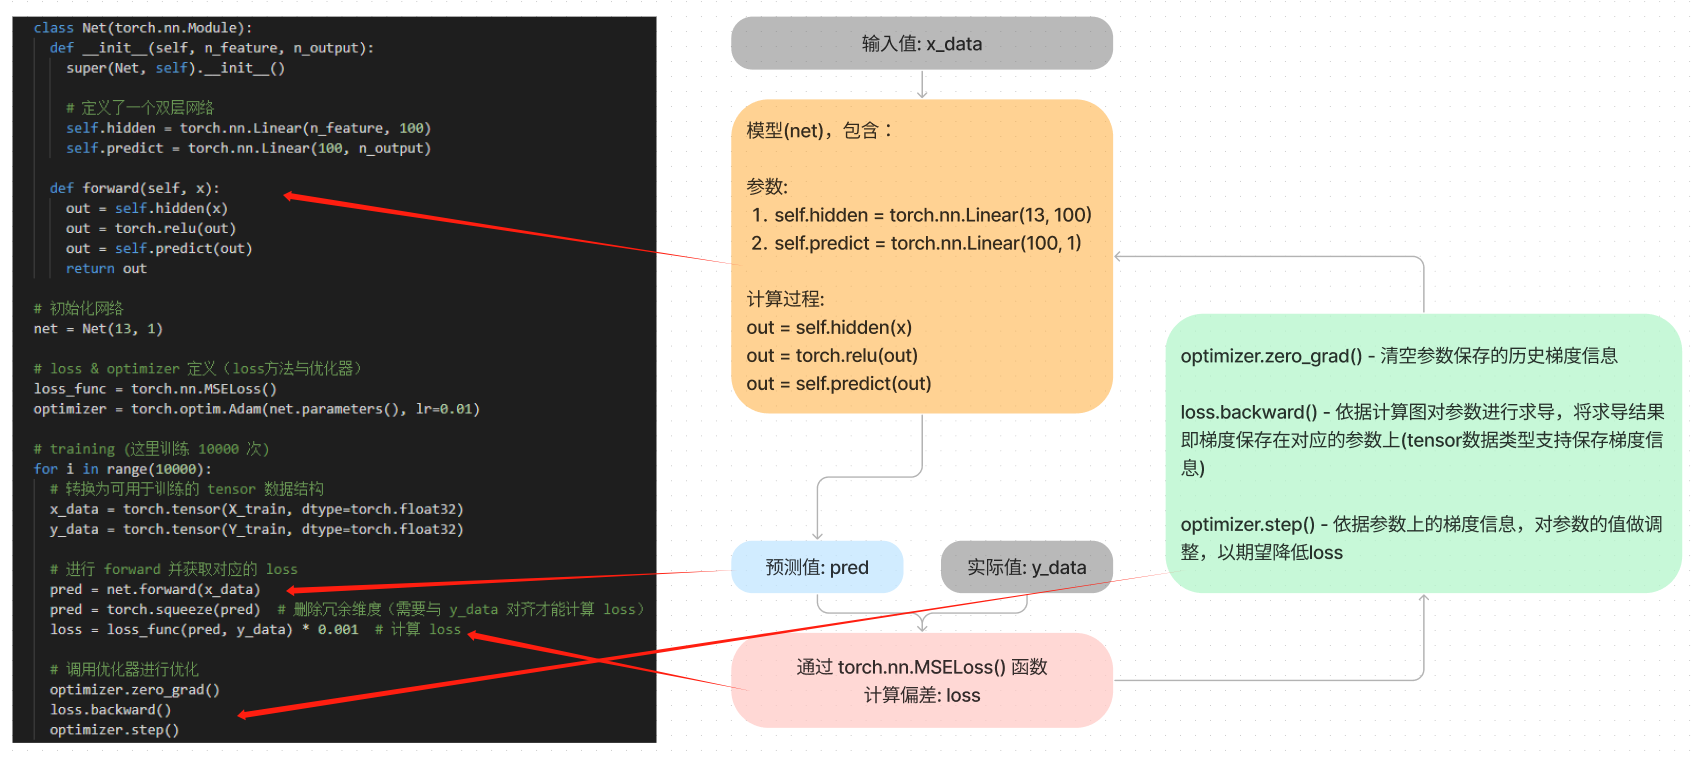 class Net(torch.nn.Module):
def __init__(self, n_feature, n_output):
super(Net, self).__init__()
# 定义了一个双层网络
self.hidden = torch.nn.Linear(n_feature, 100)
self.predict = torch.nn.Linear(100, n_output)
def forward(self, x):
out = self.hidden(x)
out = torch.relu(out)
out = self.predict(out)
return out
# 初始化网络
net = Net(13, 1)
# loss & optimizer 定义（loss方法与优化器）
loss_func = torch.nn.MSELoss()
optimizer = torch.optim.Adam(net.parameters(), lr=0.01)
# training (这里训练 10000 次)
for i in range(10000):
# 转换为可用于训练的 tensor 数据结构
x_data = torch.tensor(X_train, dtype=torch.float32)
y_data = torch.tensor(Y_train, dtype=torch.float32)
# 进行 forward 并获取对应的 loss
pred = net.forward(x_data)
pred = torch.squeeze(pred)  # 删除冗余维度（需要与 y_data 对齐才能计算 loss）
loss = loss_func(pred, y_data) * 0.001  # 计算 loss
# 调用优化器进行优化
optimizer.zero_grad()
loss.backward()
optimizer.step()
输入值: x_data
模型(net)，包含：
参数:
1. self.hidden = torch.nn.Linear(13, 100)
2. self.predict = torch.nn.Linear(100, 1)
计算过程:
out = self.hidden(x)
out = torch.relu(out)
out = self.predict(out)
预测值: pred
实际值: y_data
通过 torch.nn.MSELoss() 函数
计算偏差: loss
optimizer.zero_grad() - 清空参数保存的历史梯度信息
loss.backward() - 依据计算图对参数进行求导，将求导结果
即梯度保存在对应的参数上(tensor数据类型支持保存梯度信
息)
optimizer.step() - 依据参数上的梯度信息，对参数的值做调
整，以期望降低loss